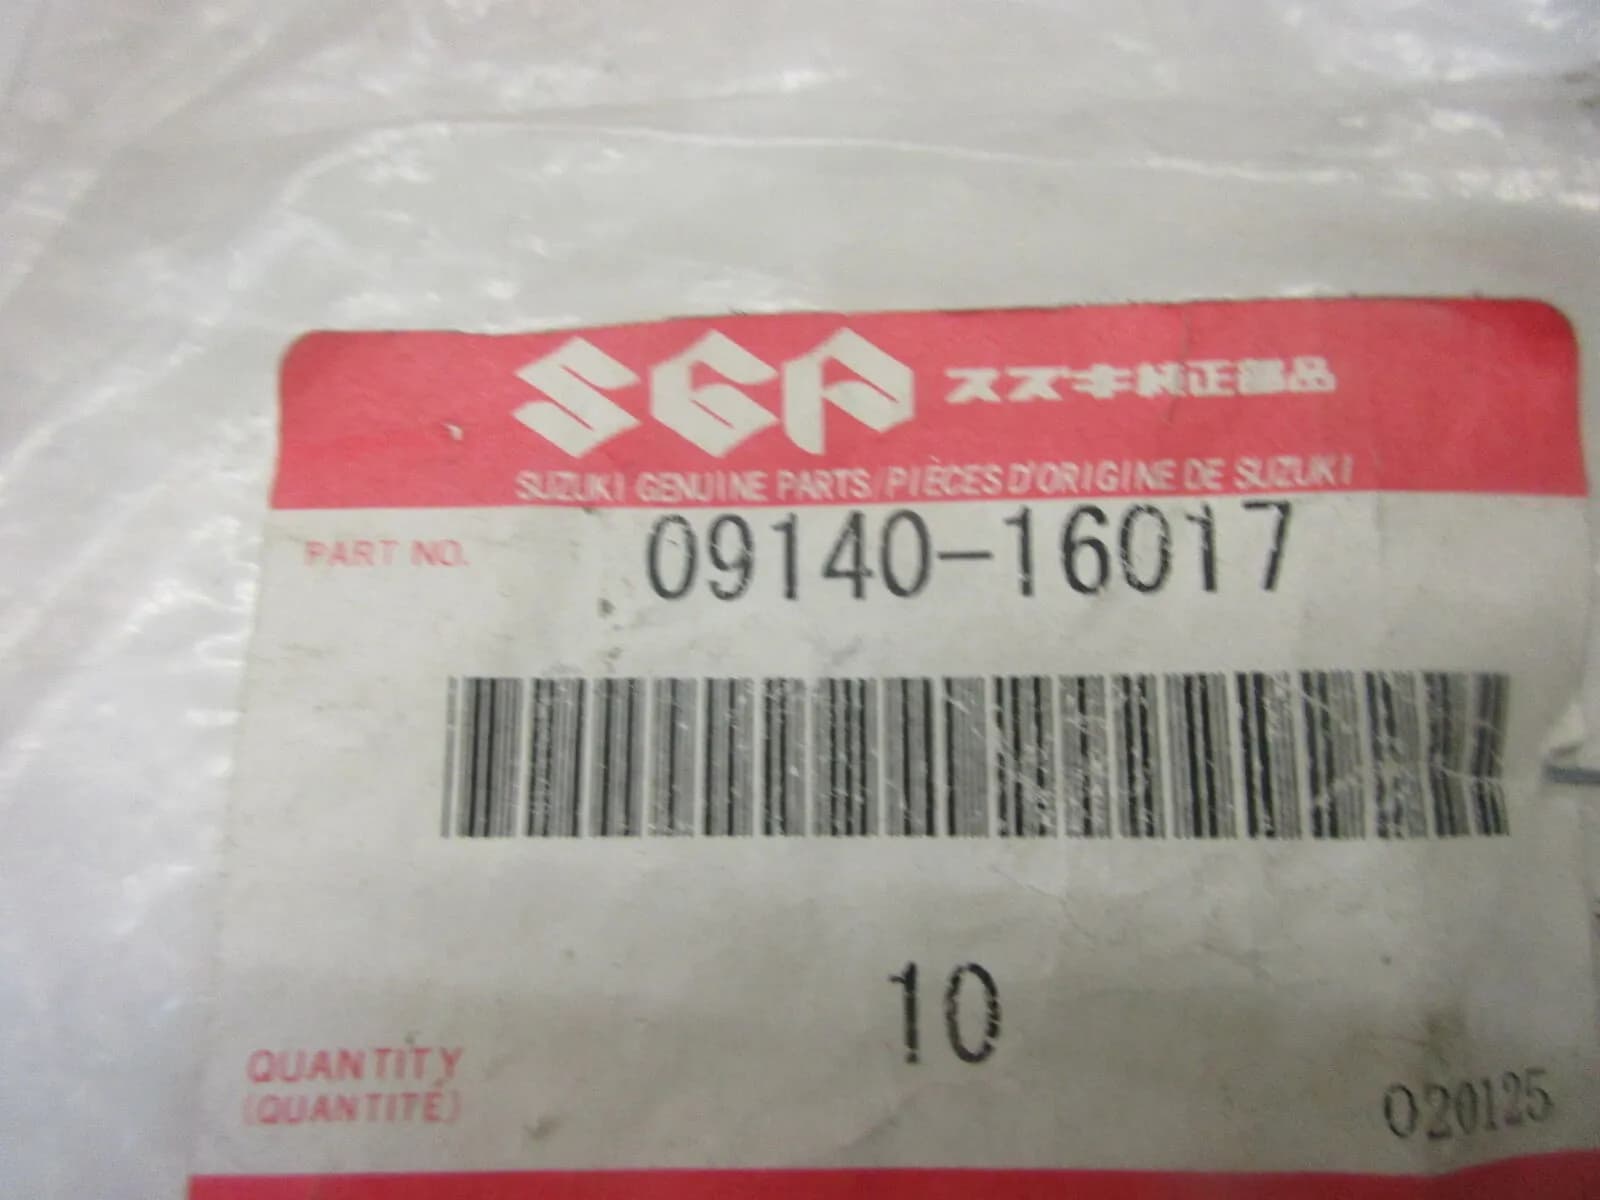 SGP スズキ純正部品
SUZUKI GENUINE PARTS/PIÈCES D'ORIGINE DE SUZUKI
PART NO. 09140-16017
10
QUANTITY
(QUANTITÉ)
020125